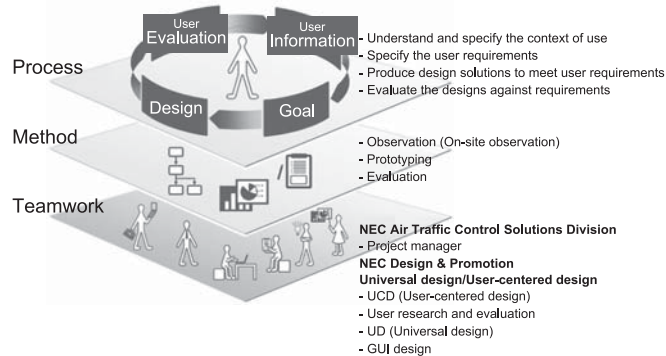 User
Evaluation
User
Information
Design
Goal
Process
- Understand and specify the context of use
- Specify the user requirements
- Produce design solutions to meet user requirements
- Evaluate the designs against requirements
Method
- Observation (On-site observation)
- Prototyping
- Evaluation
Teamwork
NEC Air Traffic Control Solutions Division
- Project manager
NEC Design & Promotion
Universal design/User-centered design
- UCD (User-centered design)
- User research and evaluation
- UD (Universal design)
- GUI design